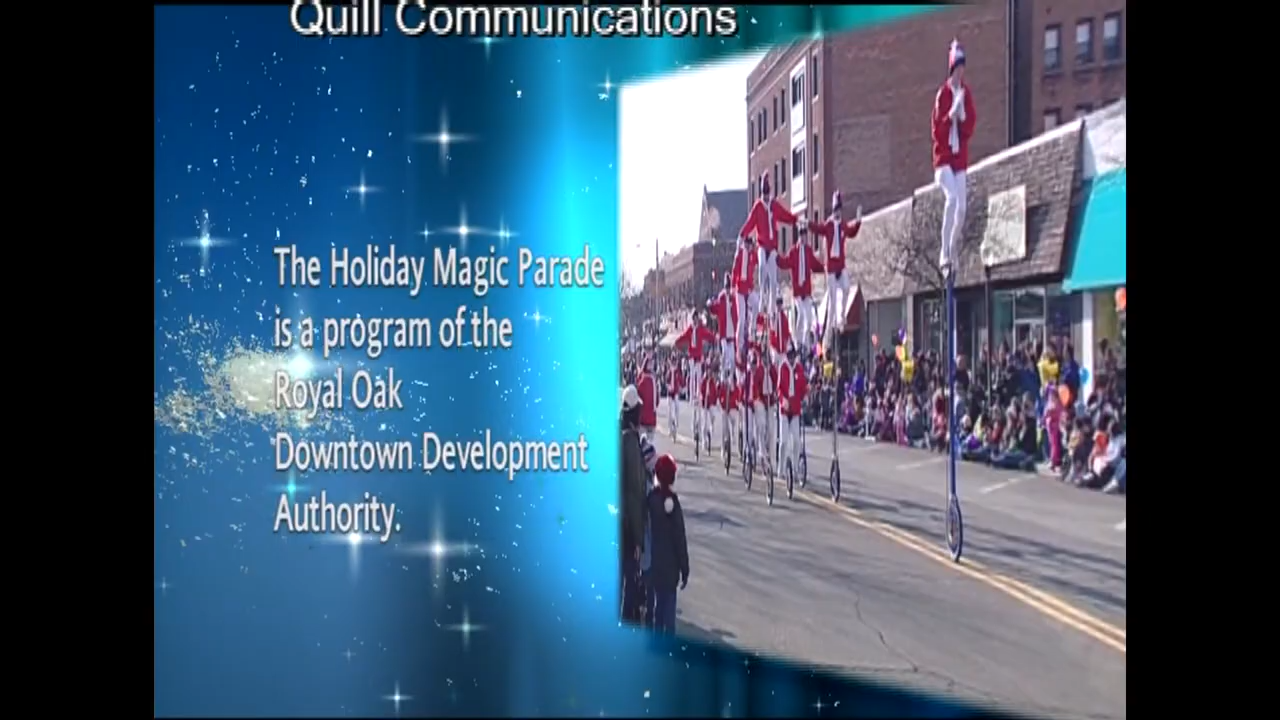 Quill Communications
The Holiday Magic Parade
is a program of the
Royal Oak
Downtown Development
Authority.